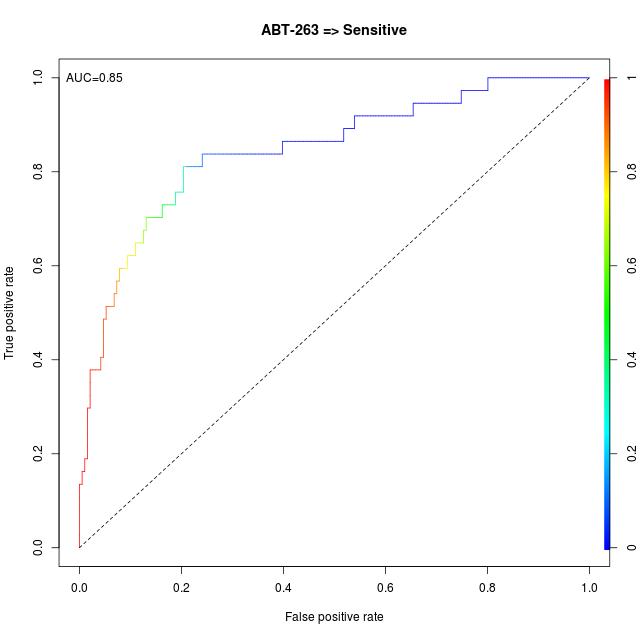 ABT-263 => Sensitive
AUC=0.85
True positive rate
0.0 0.2 0.4 0.6 0.8 1.0
0 0.2 0.4 0.6 0.8 1
0.0 0.2 0.4 0.6 0.8 1.0
False positive rate